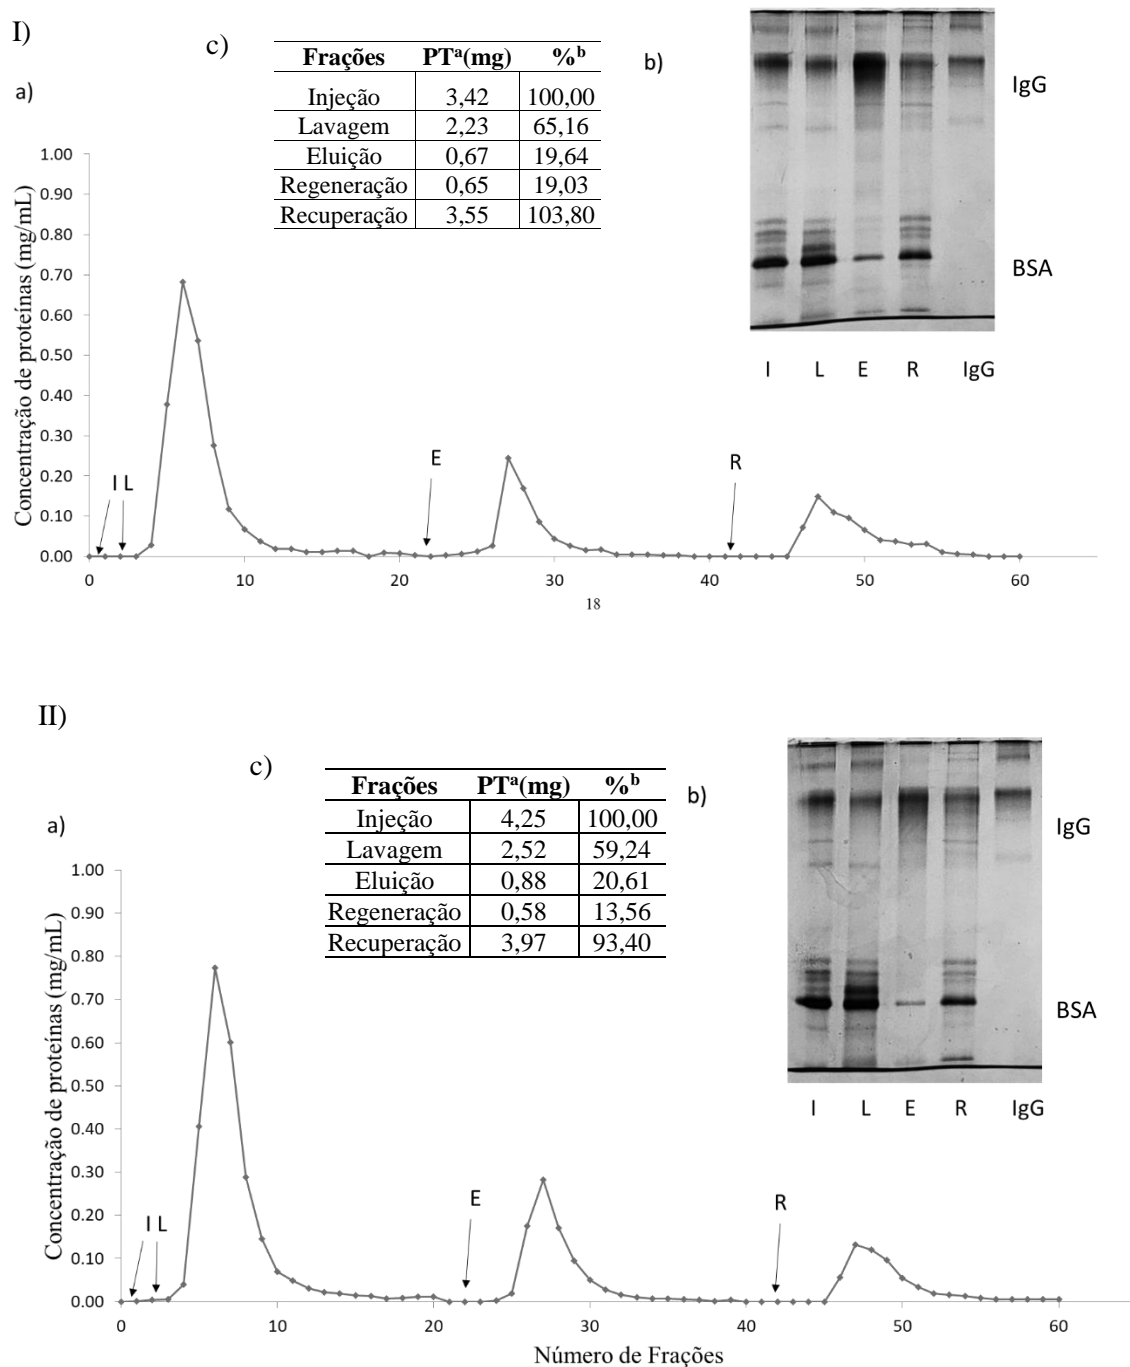 I)
c)
Frações PTᵃ(mg) %ᵇ
Injeção 3,42 100,00
Lavagem 2,23 65,16
Eluição 0,67 19,64
Regeneração 0,65 19,03
Recuperação 3,55 103,80
b)
IgG
BSA
I L E R IgG
a)
Concentração de proteínas (mg/mL)
1.00
0.90
0.80
0.70
0.60
0.50
0.40
0.30
0.20
0.10
0.00
I L
E
R
0 10 20 30 40 50 60
18
II)
c)
Frações PTᵃ(mg) %ᵇ
Injeção 4,25 100,00
Lavagem 2,52 59,24
Eluição 0,88 20,61
Regeneração 0,58 13,56
Recuperação 3,97 93,40
b)
IgG
BSA
I L E R IgG
a)
Concentração de proteínas (mg/mL)
1.00
0.90
0.80
0.70
0.60
0.50
0.40
0.30
0.20
0.10
0.00
I L
E
R
0 10 20 30 40 50 60
Número de Frações